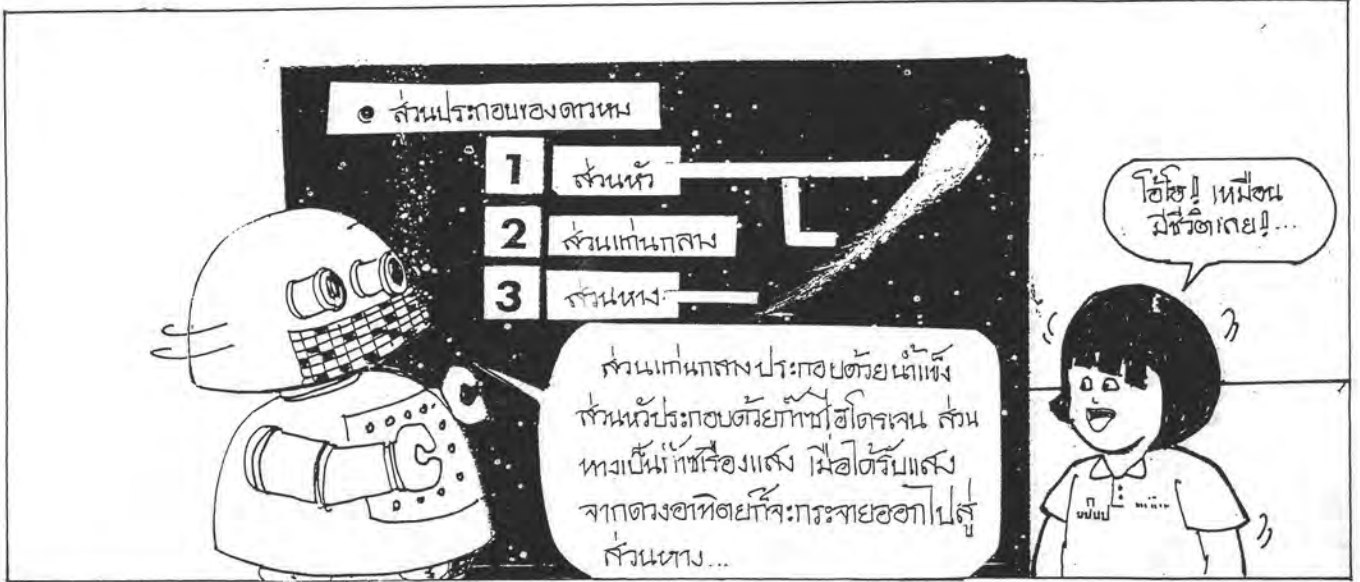 ● ส่วนประกอบของดาวหาง
1 ส่วนหัว
2 ส่วนแก่นกลาง
3 ส่วนหาง
โอ้โฮ! เหมือน
มีชีวิตเลย!...
ส่วนแก่นกลางประกอบด้วยน้ำแข็ง
ส่วนหัวประกอบด้วยก๊าซไฮโดรเจน ส่วน
หางเป็นก๊าซเรืองแสง เมื่อได้รับแสง
จากดวงอาทิตย์ก็จะกระจายออกไปสู่
ส่วนหาง...